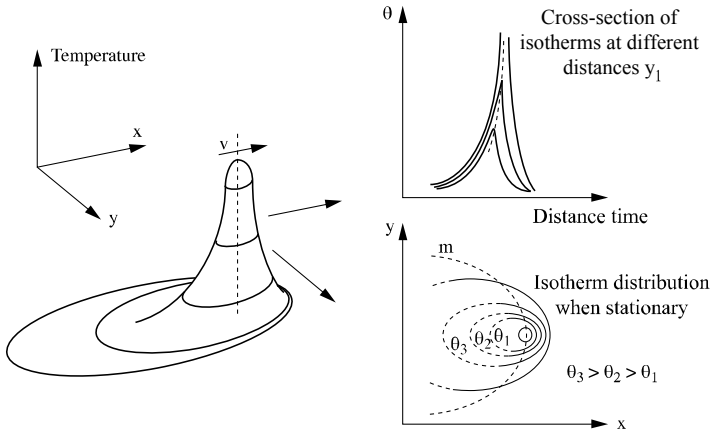 Temperature
x
y
v
θ
Cross-section of
isotherms at different
distances y₁
Distance time
y
m
Isotherm distribution
when stationary
θ₃ θ₂ θ₁
θ₃ > θ₂ > θ₁
x